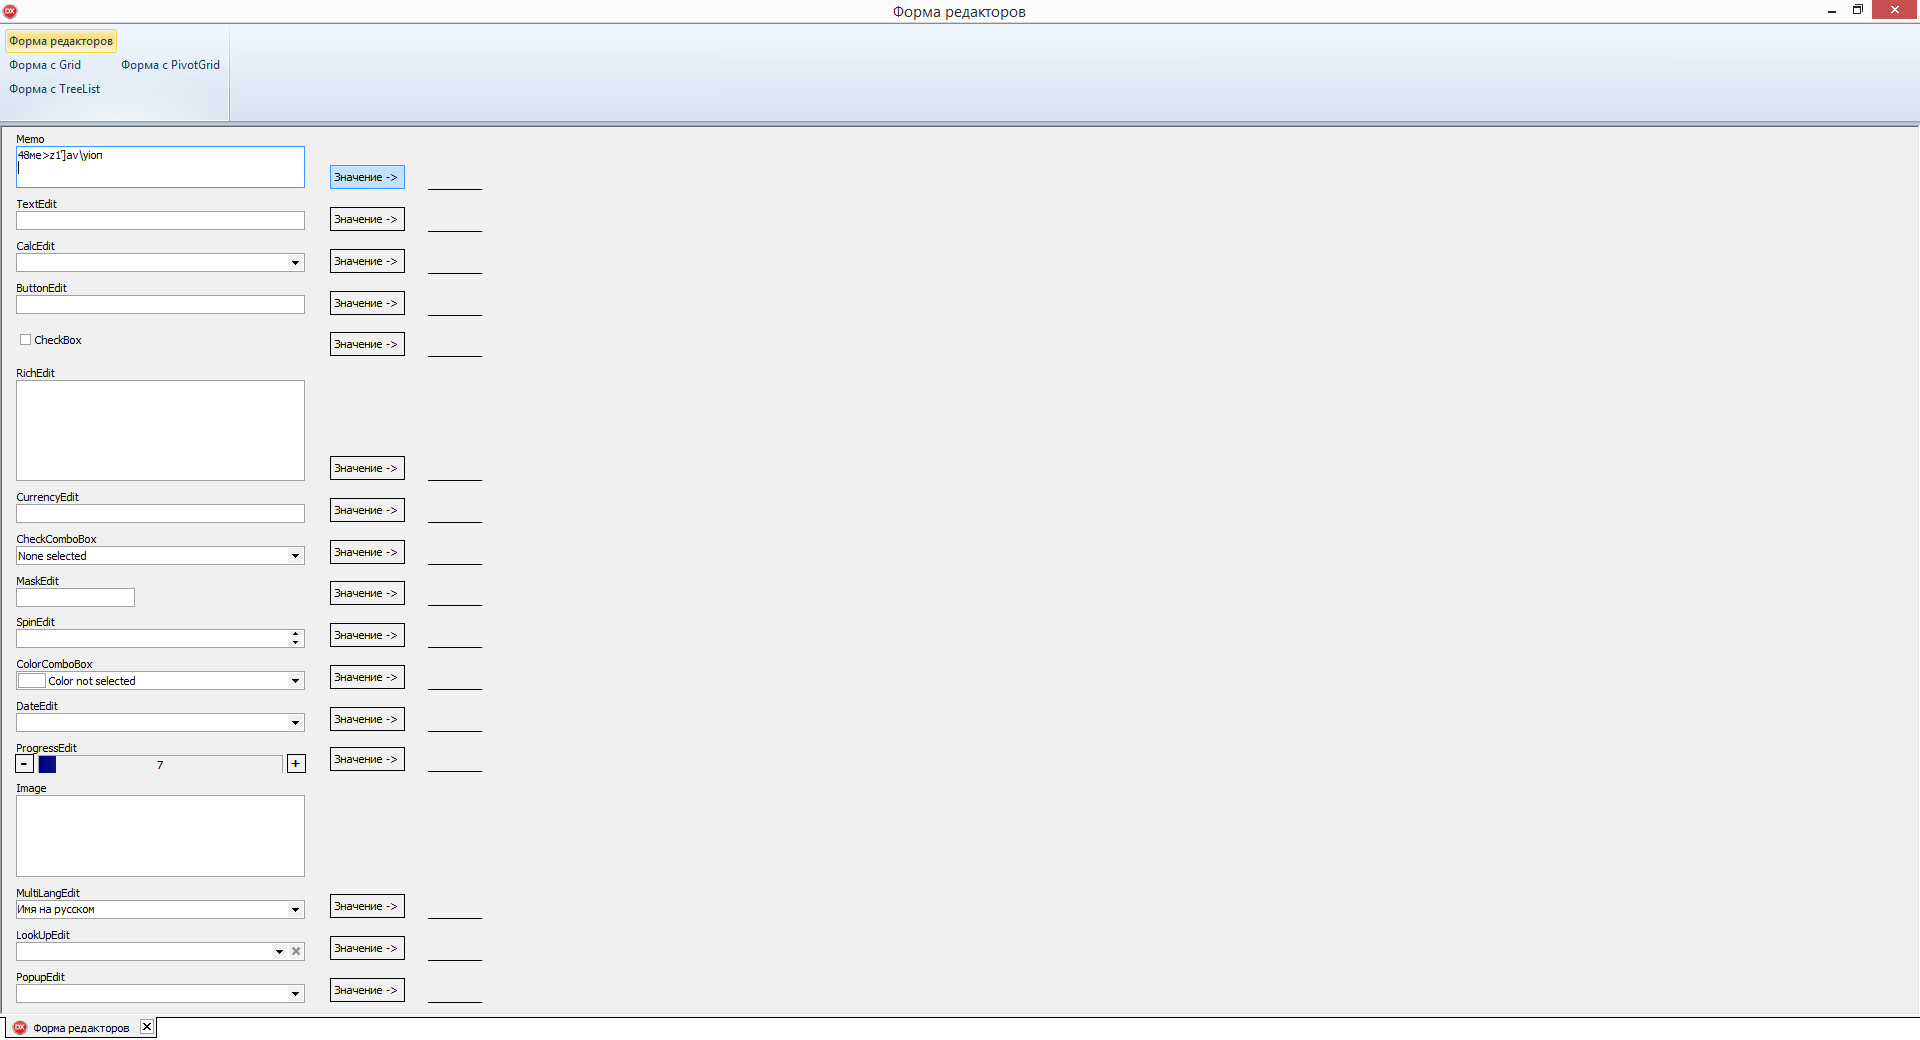 DX Форма редакторов
Форма редакторов
Форма с Grid Форма с PivotGrid
Форма с TreeList
Memo
48ме>z1']av\yioп
Значение ->
TextEdit
Значение ->
CalcEdit
Значение ->
ButtonEdit
Значение ->
CheckBox
Значение ->
RichEdit
Значение ->
CurrencyEdit
Значение ->
CheckComboBox
None selected
Значение ->
MaskEdit
Значение ->
SpinEdit
Значение ->
ColorComboBox
Color not selected
Значение ->
DateEdit
Значение ->
ProgressEdit
- 7 +
Значение ->
Image
MultiLangEdit
Имя на русском
Значение ->
LookUpEdit
Значение ->
PopupEdit
Значение ->
DX Форма редакторов